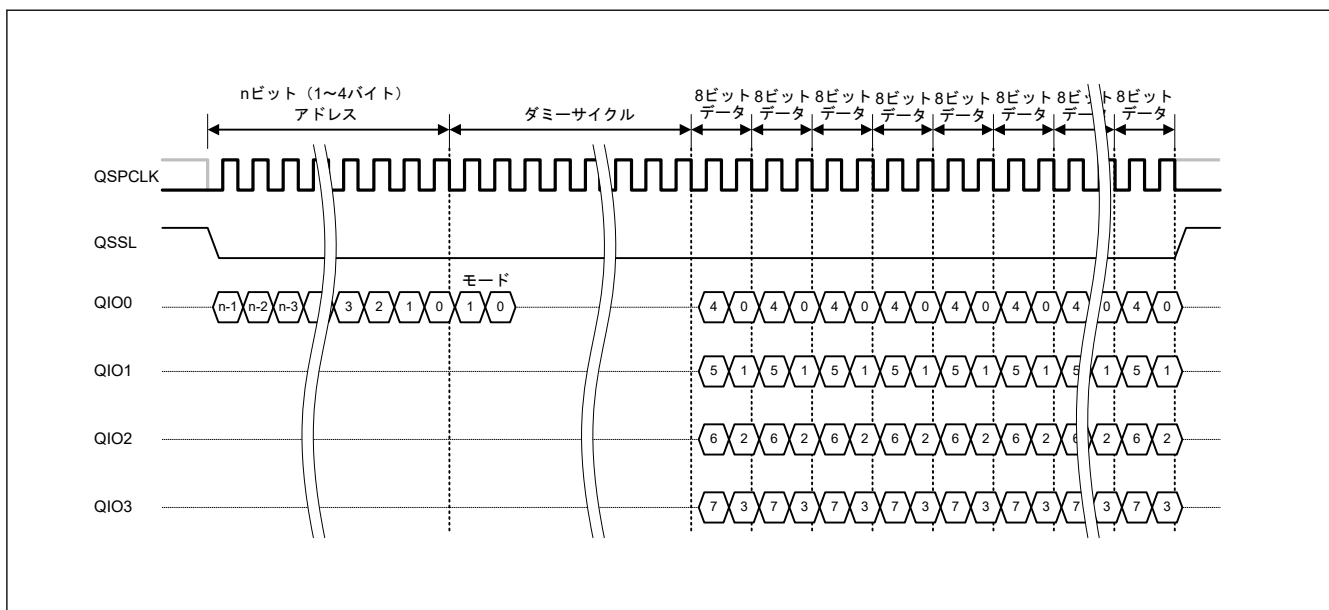 nビット（1～4バイト）
アドレス
ダミーサイクル
8ビット 8ビット 8ビット 8ビット 8ビット 8ビット 8ビット 8ビット
データ データ データ データ データ データ データ データ
QSPCLK
QSSL
モード
QIO0 n-1 n-2 n-3 3 2 1 0 1 0 4 0 4 0 4 0 4 0 4 0 4 0 4 0 4 0
QIO1 5 1 5 1 5 1 5 1 5 1 5 1 5 1 5 1
QIO2 6 2 6 2 6 2 6 2 6 2 6 2 6 2 6 2
QIO3 7 3 7 3 7 3 7 3 7 3 7 3 7 3 7 3